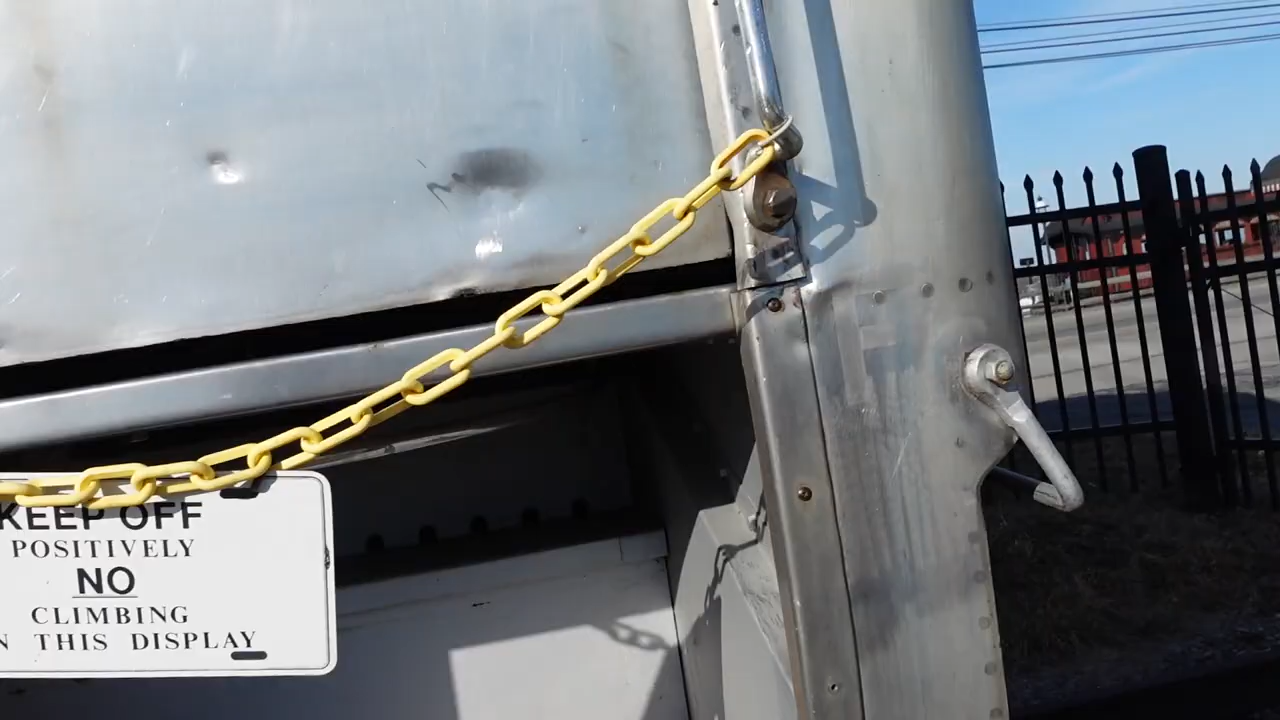 KEEP OFF
POSITIVELY
NO
CLIMBING
N THIS DISPLAY